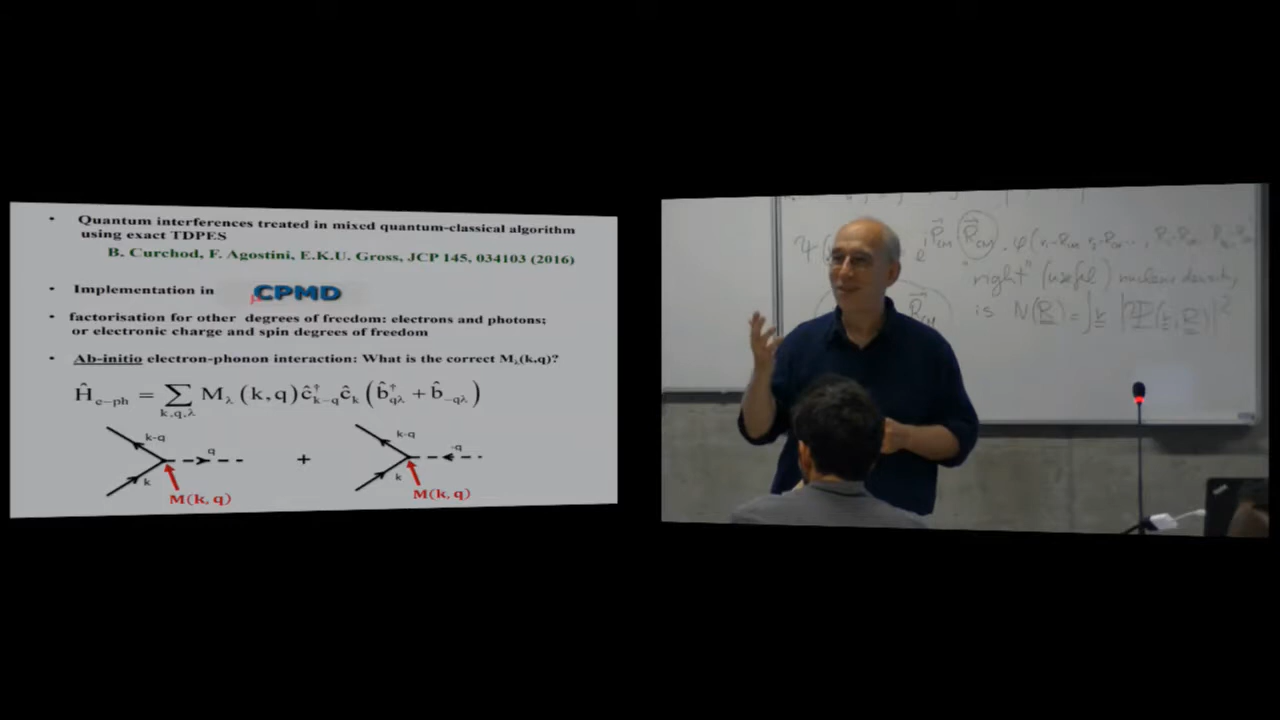 • Quantum interferences treated in mixed quantum-classical algorithm
using exact TDPES
B. Curchod, F. Agostini, E.K.U. Gross, JCP 145, 034103 (2016)
• Implementation in CPMD
• factorisation for other degrees of freedom: electrons and photons;
or electronic charge and spin degrees of freedom
• Ab-initio electron-phonon interaction: What is the correct Mλ(k,q)?
Ĥe−ph = ∑k,q,λ Mλ (k,q) ĉ†k−q ĉk (b̂†qλ + b̂−qλ)
k-q
q
k
M(k, q)
+
k-q
-q
k
M(k, q)
"right" (useful) nuclear density
is N(R) = ∫r |Ψ(r, R)|²